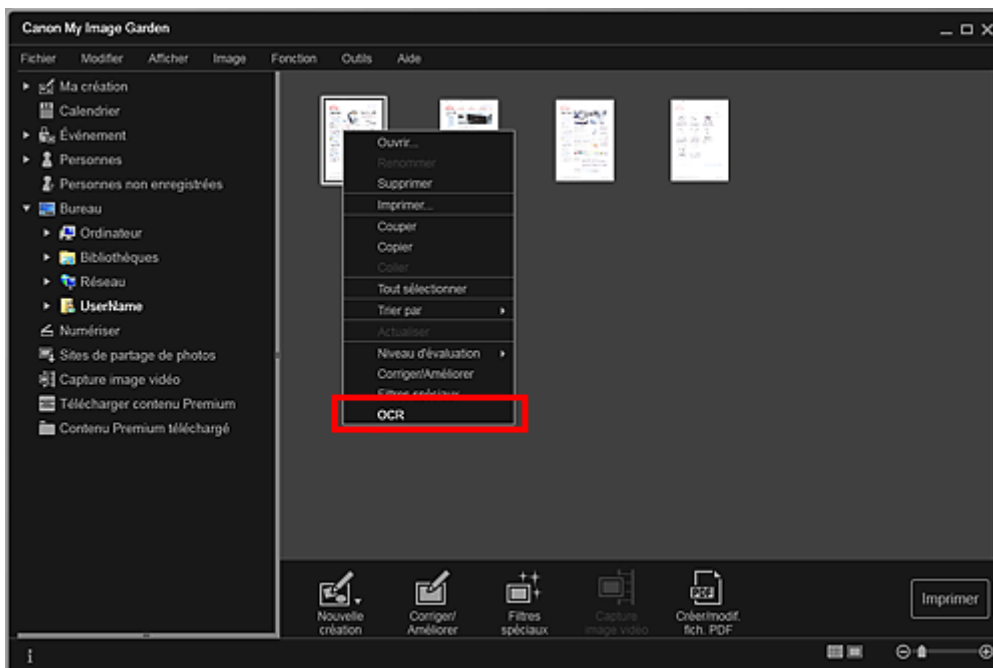 Canon My Image Garden
Fichier Modifier Afficher Image Fonction Outils Aide
Ma création
Calendrier
Événement
Personnes
Personnes non enregistrées
Bureau
Ordinateur
Bibliothèques
Réseau
UserName
Numériser
Sites de partage de photos
Capture image vidéo
Télécharger contenu Premium
Contenu Premium téléchargé
Ouvrir...
Renommer
Supprimer
Imprimer...
Couper
Copier
Coller
Tout sélectionner
Trier par
Actualiser
Niveau d'évaluation
Corriger/Améliorer
Filtres spéciaux
OCR
Nouvelle
création
Corriger/
Améliorer
Filtres
spéciaux
Capture
image vidéo
PDF
Créer/modif.
fich. PDF
Imprimer